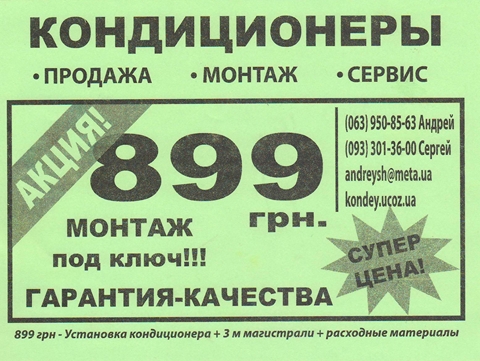 КОНДИЦИОНЕРЫ
•ПРОДАЖА •МОНТАЖ •СЕРВИС
АКЦИЯ!
899
грн.
(063) 950-85-63 Андрей
(093) 301-36-00 Сергей
andreysh@meta.ua
kondey.ucoz.ua
МОНТАЖ
под ключ!!!
СУПЕР
ЦЕНА!
ГАРАНТИЯ-КАЧЕСТВА
899 грн - Установка кондиционера + 3 м магистрали + расходные материалы